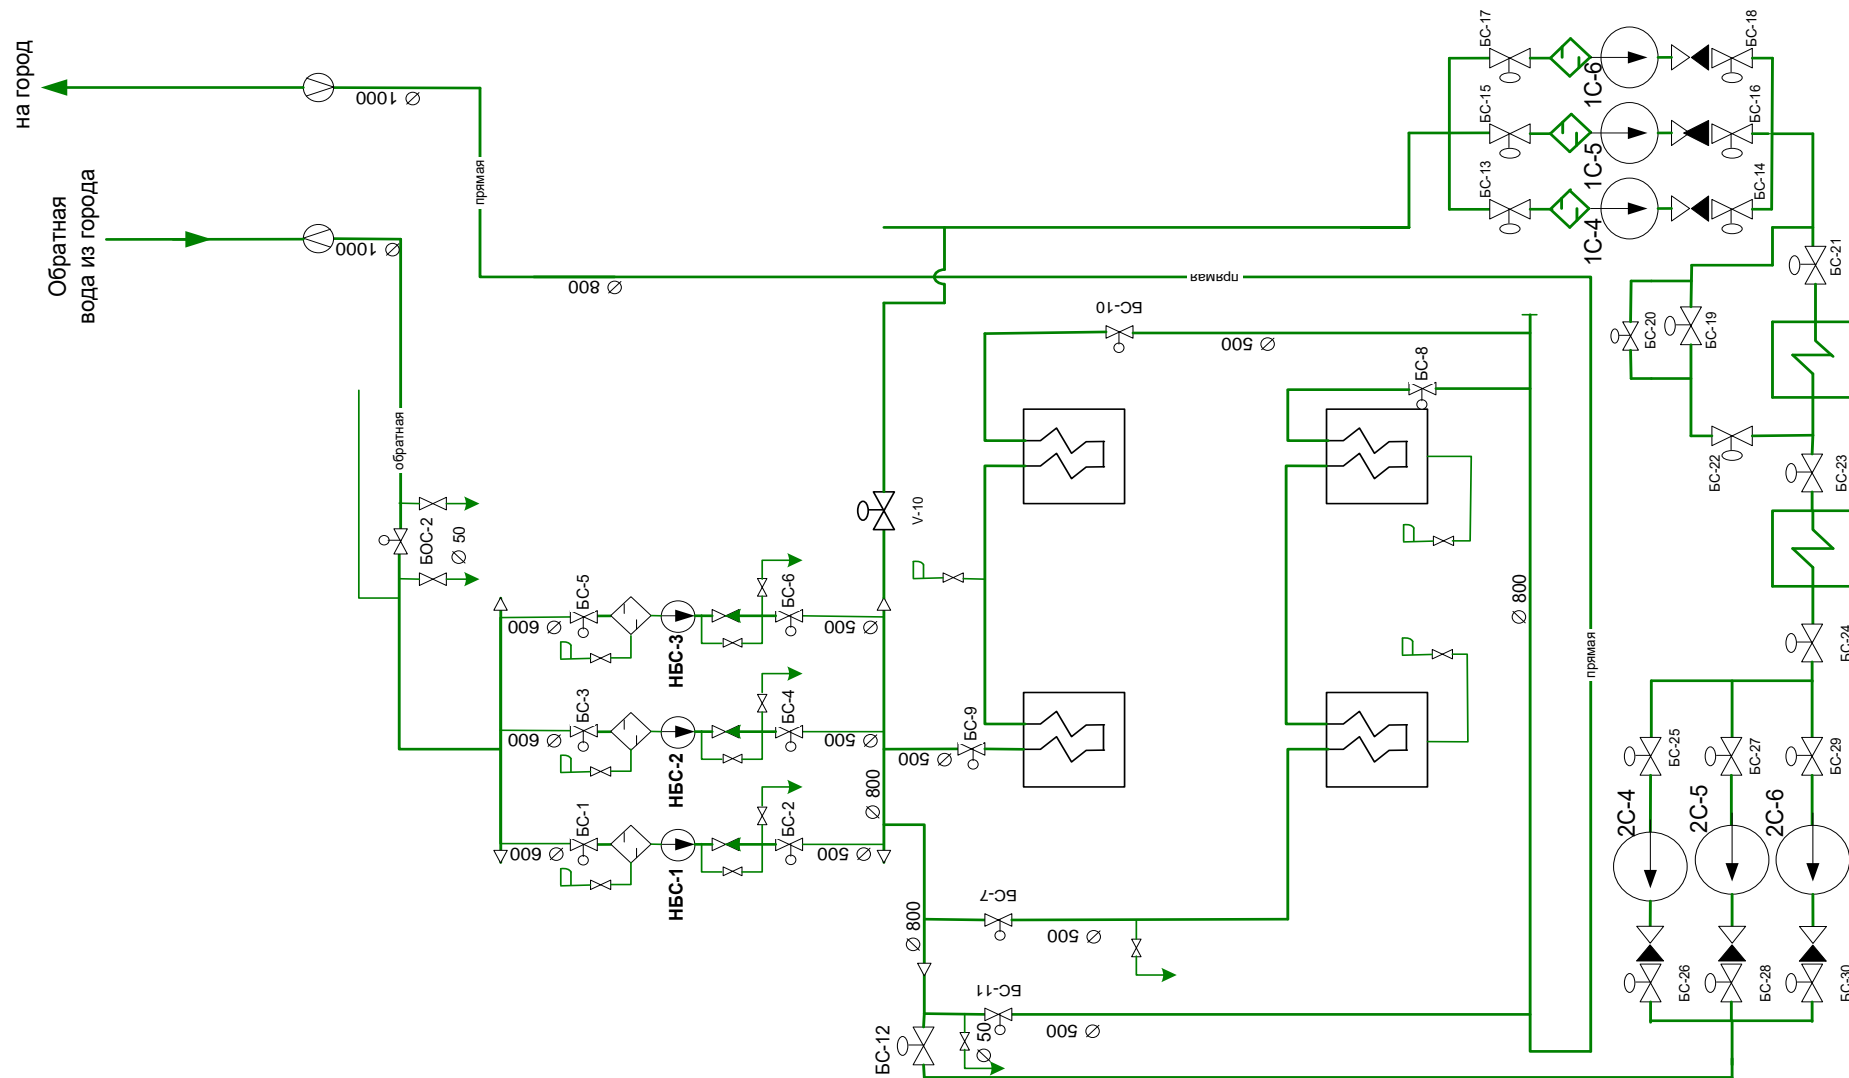 на город
Обратная
вода из города
1000 Ø
1000 Ø
прямая
800 Ø
прямая
обратная
БОС-2
Ø 50
V-10
БС-5
БС-6
600 Ø
500 Ø
НБС-3
БС-3
БС-4
600 Ø
500 Ø
НБС-2
БС-1
БС-2
600 Ø
500 Ø
НБС-1
Ø 800
БС-9
500 Ø
БС-10
500 Ø
БС-8
Ø 800
прямая
БС-7
500 Ø
Ø 800
БС-11
500 Ø
Ø 50
БС-12
БС-17
БС-18
1С-6
БС-15
БС-16
1С-5
БС-13
БС-14
1С-4
БС-21
БС-20
БС-19
БС-22
БС-23
БС-24
БС-25
БС-27
БС-29
2С-4
2С-5
2С-6
БС-26
БС-28
БС-30